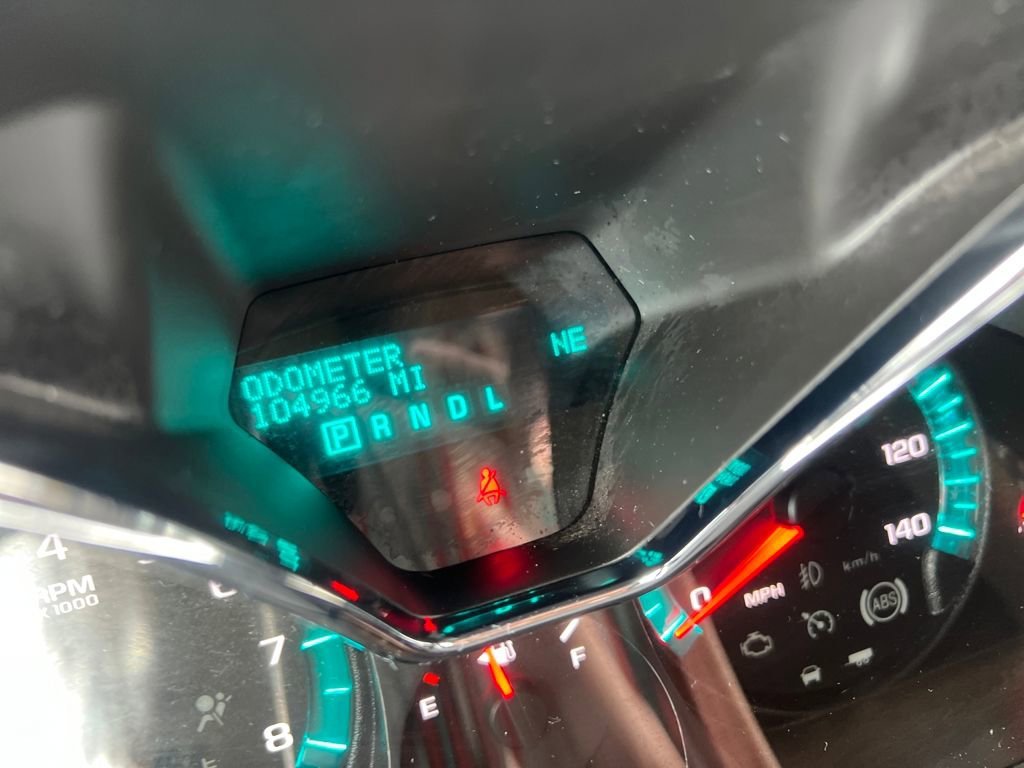 ODOMETER
104966 MI
P R N D L
NE
4
RPM
X 1000
7
8
E
F
0
MPH
km/h
120
140
ABS